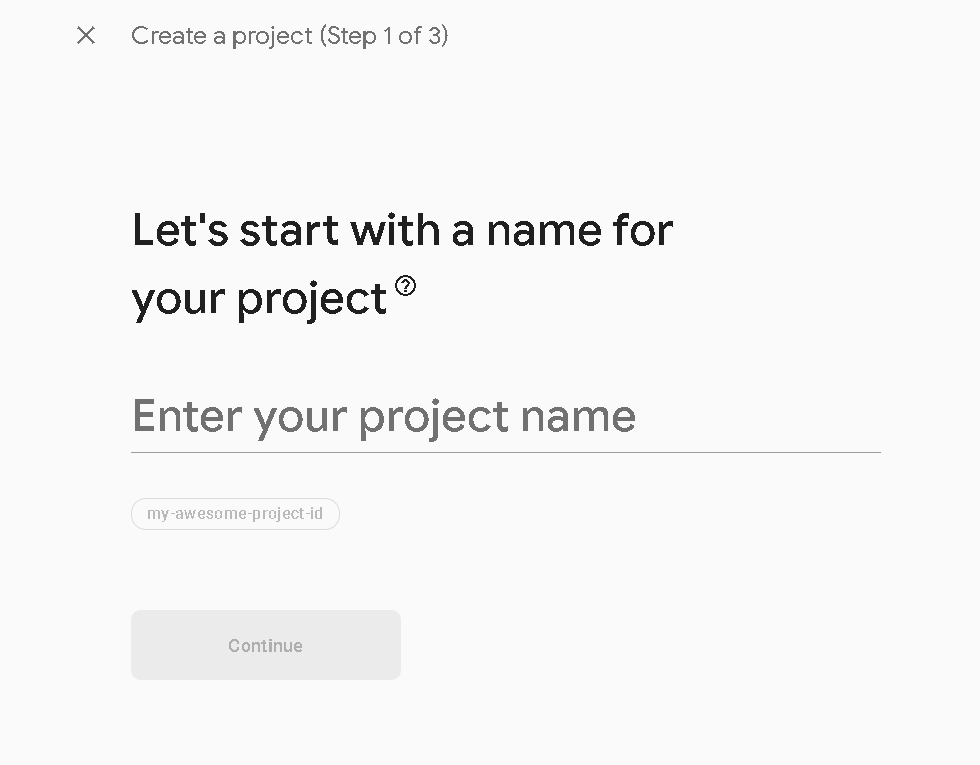 Create a project (Step 1 of 3)
Let's start with a name for
your project
Enter your project name
my-awesome-project-id
Continue